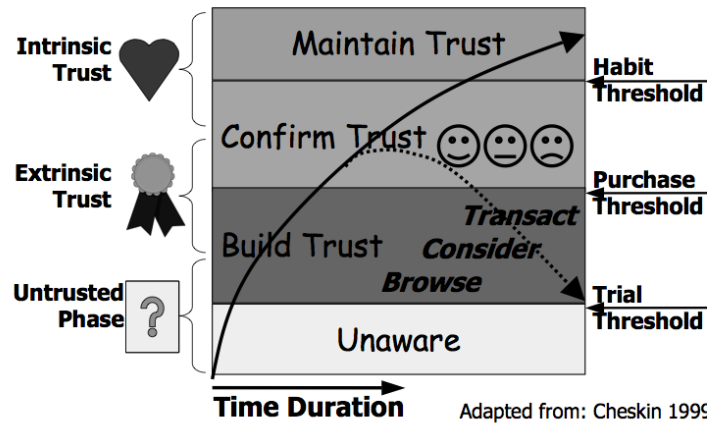 Intrinsic
Trust
Maintain Trust
Habit
Threshold
Confirm Trust
Extrinsic
Trust
Purchase
Threshold
Build Trust
Transact
Consider
Browse
Untrusted
Phase
?
Trial
Threshold
Unaware
Time Duration
Adapted from: Cheskin 1999